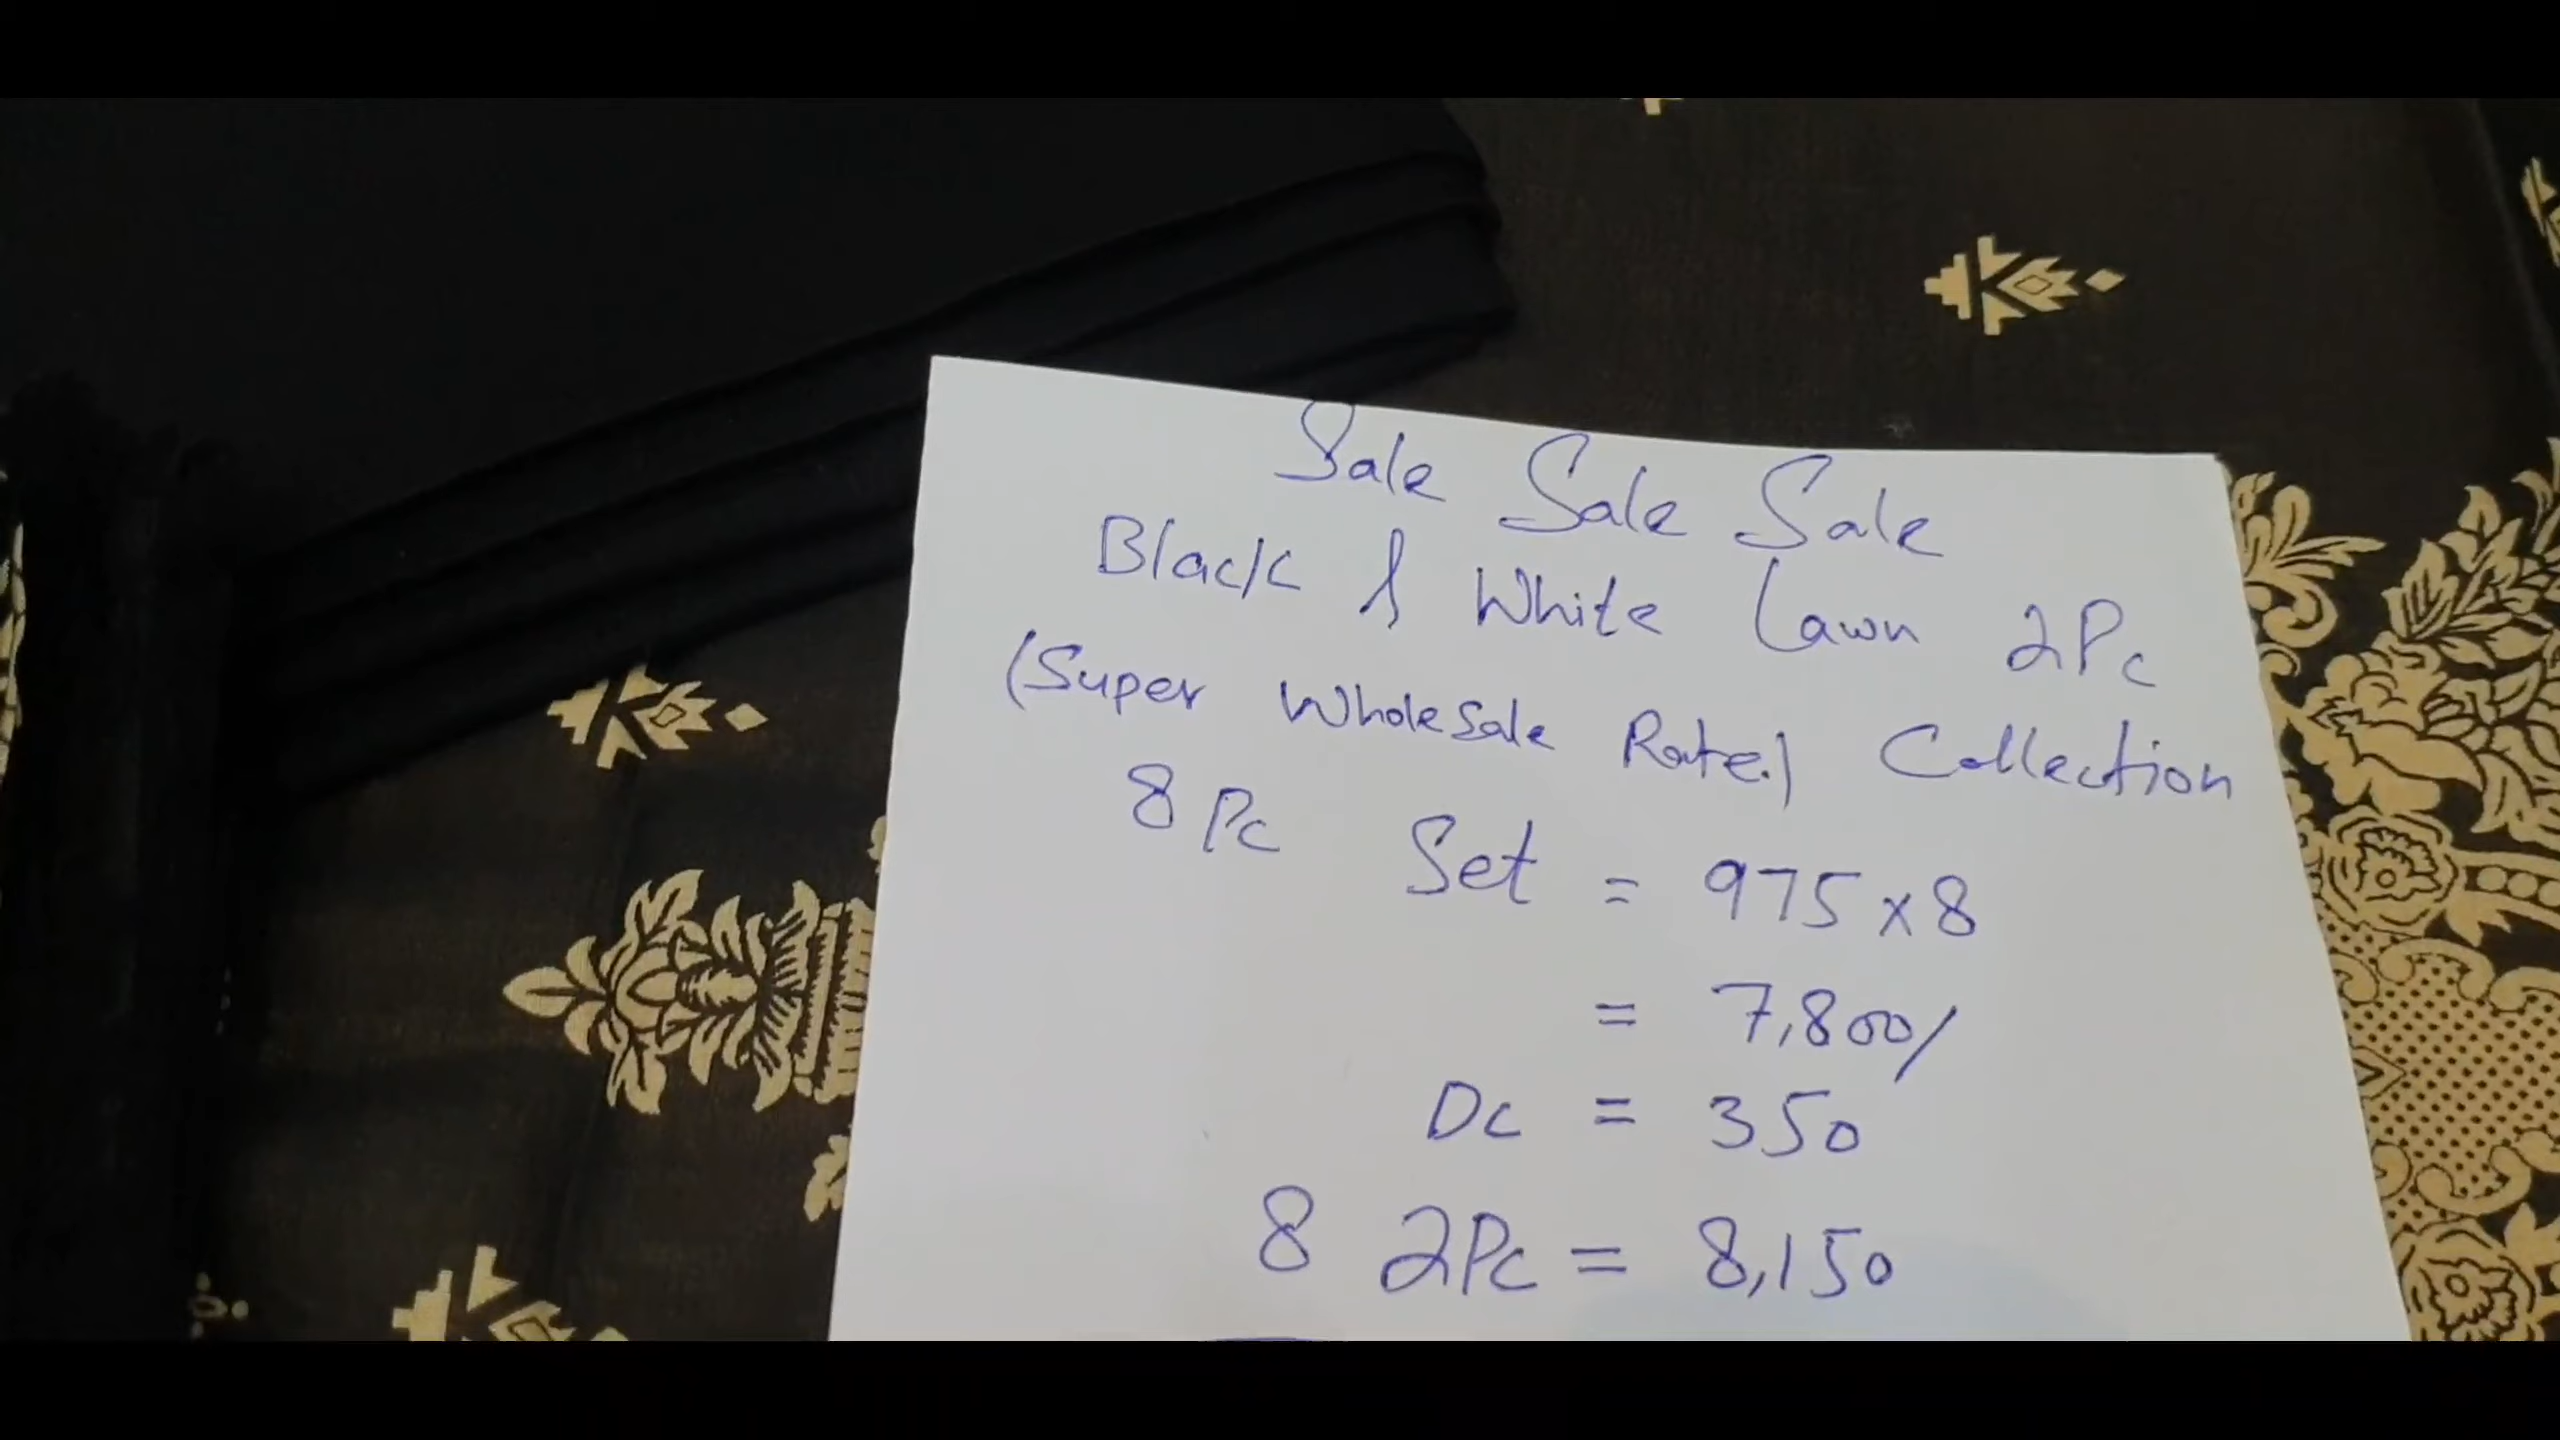 Sale Sale Sale
Black & White Lawn 2Pc
(Super Wholesale Rate.) Collection
8 Pc Set = 975 x 8
= 7,800/
Dc = 350
8 2Pc = 8,150